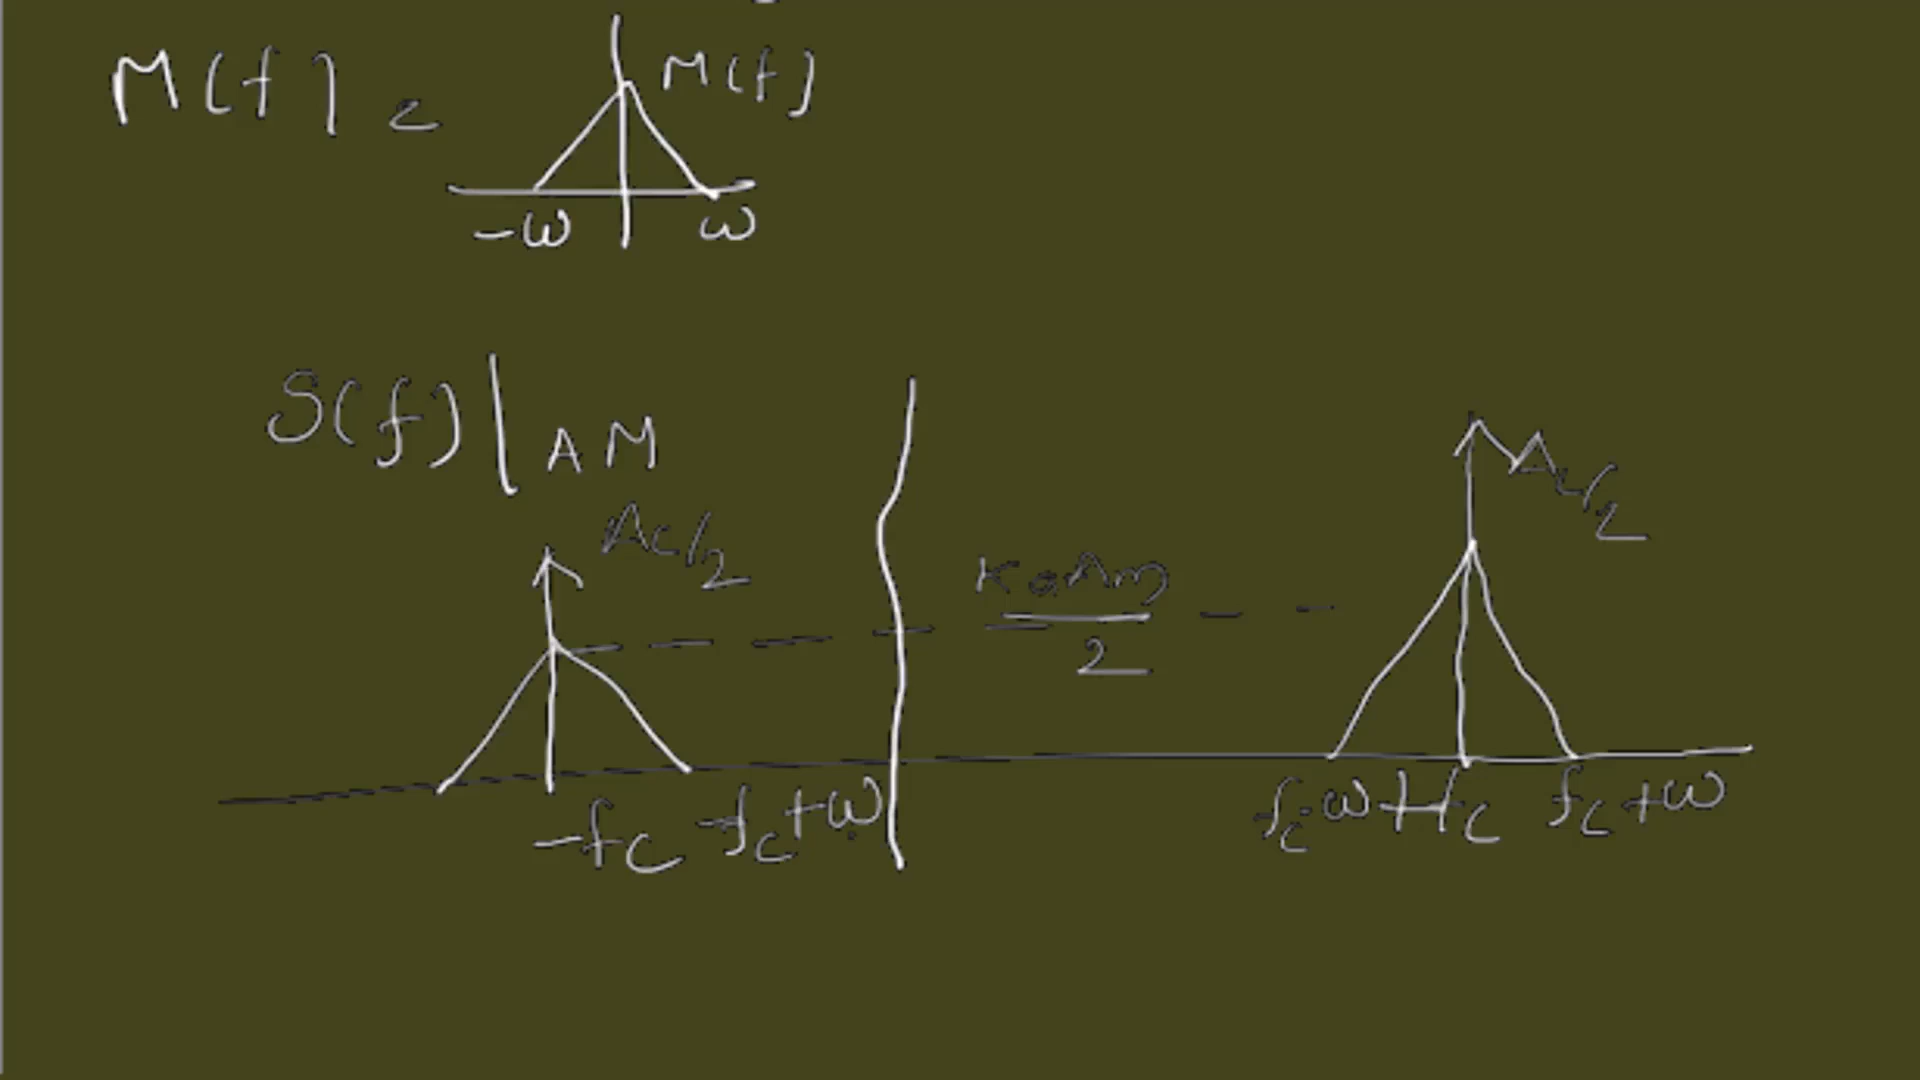 M(f) = M(f)
-ω ω
S(f)|AM
Ac/2 Ac/2
KaAm/2
-fc -fc+ω fc-ω +fc fc+ω